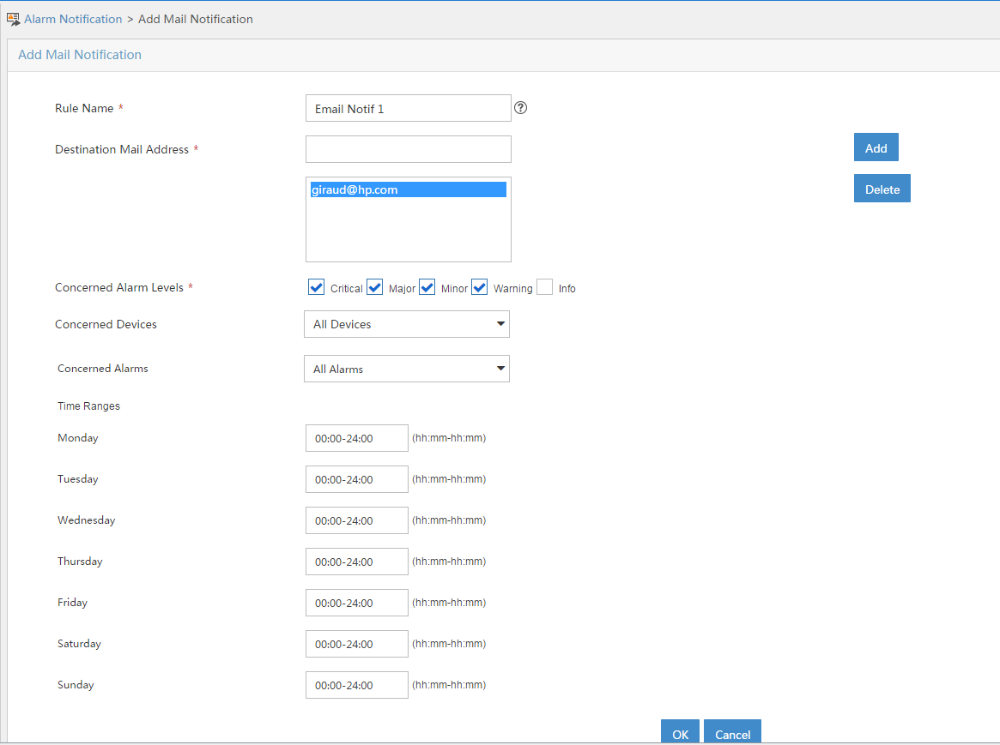 Alarm Notification > Add Mail Notification
Add Mail Notification
Rule Name * Email Notif 1 ?
Destination Mail Address * Add
giraud@hp.com Delete
Concerned Alarm Levels * Critical Major Minor Warning Info
Concerned Devices All Devices
Concerned Alarms All Alarms
Time Ranges
Monday 00:00-24:00 (hh:mm-hh:mm)
Tuesday 00:00-24:00 (hh:mm-hh:mm)
Wednesday 00:00-24:00 (hh:mm-hh:mm)
Thursday 00:00-24:00 (hh:mm-hh:mm)
Friday 00:00-24:00 (hh:mm-hh:mm)
Saturday 00:00-24:00 (hh:mm-hh:mm)
Sunday 00:00-24:00 (hh:mm-hh:mm)
OK Cancel